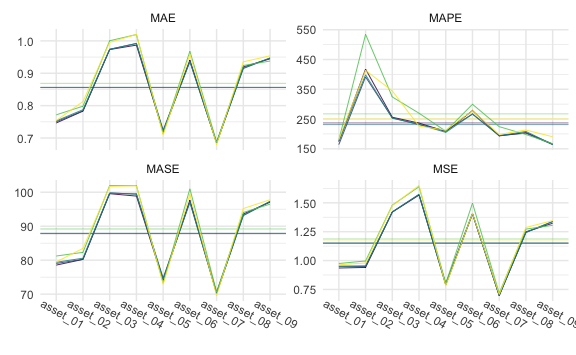 MAE
MAPE
1.0
0.9
0.8
0.7
550
450
350
250
150
MASE
MSE
100
90
80
70
1.50
1.25
1.00
0.75
asset_01
asset_02
asset_03
asset_04
asset_05
asset_06
asset_07
asset_08
asset_09
asset_01
asset_02
asset_03
asset_04
asset_05
asset_06
asset_07
asset_08
asset_09